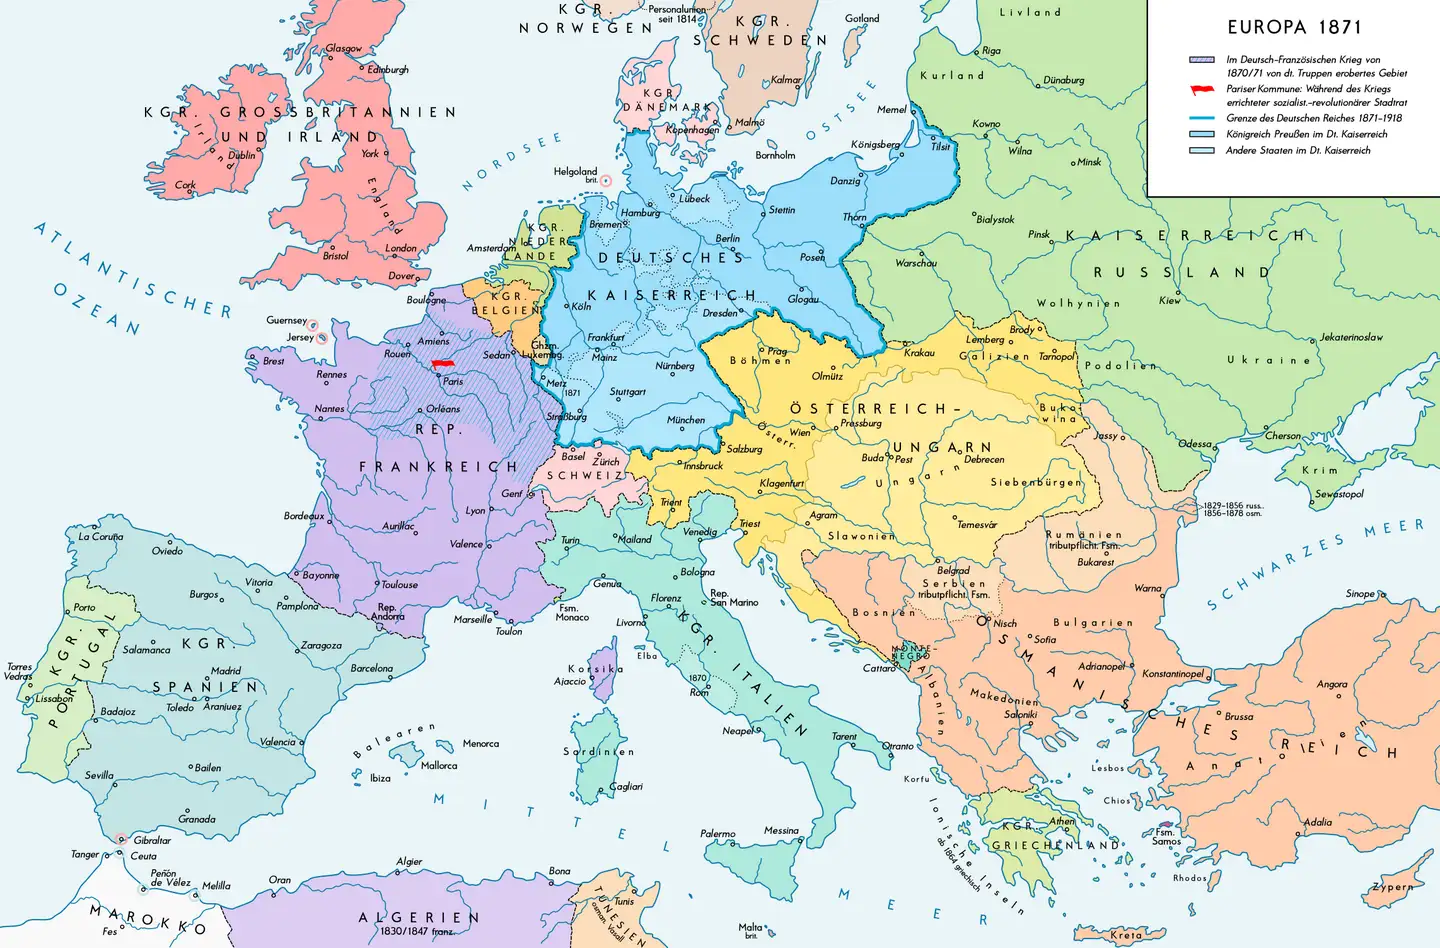 EUROPA 1871
Im Deutsch-Französischen Krieg von
1870/71 von dt. Truppen erobertes Gebiet
Pariser Kommune: Während des Kriegs
errichteter sozialist.-revolutionärer Stadtrat
Grenze des Deutschen Reiches 1871–1918
Königreich Preußen im Dt. Kaiserreich
Andere Staaten im Dt. Kaiserreich
KGR.
NORWEGEN
Personalunion
seit 1814
KGR.
SCHWEDEN
Gotland
Livland
Riga
Kurland
Dünaburg
Glasgow
Edinburgh
KGR. GROSSBRITANNIEN
UND IRLAND
Irland
Dublin
York
Cork
England
Bristol
London
Dover
NORDSEE
OSTSEE
KGR.
DÄNEMARK
Kopenhagen
Malmö
Kalmar
Bornholm
Helgoland
brit.
Memel
Königsberg
Tilsit
Kowno
Wilna
Minsk
Danzig
Lübeck
Hamburg
Stettin
Bremen
Thorn
Bialystok
Pinsk
KAISERREICH
RUSSLAND
ATLANTISCHER
OZEAN
KGR.
NIEDER
LANDE
Amsterdam
Berlin
DEUTSCHES
KAISERREICH
Posen
Warschau
Wolhynien
Kiew
Boulogne
KGR.
BELGIEN
Köln
Glogau
Dresden
Guernsey
Jersey
Amiens
Rouen
Sedan
Ghzm.
Luxembg.
Frankfurt
Mainz
Prag
Böhmen
Krakau
Brody
Lemberg
Galizien
Tarnopol
Jekaterinoslaw
Ukraine
Podolien
Brest
Rennes
Paris
Metz
1871
Nürnberg
Olmütz
Stuttgart
Nantes
Orléans
Straßburg
München
ÖSTERREICH–
UNGARN
REP.
FRANKREICH
Österr.
Wien
Pressburg
Buko-
wina
Jassy
Odessa
Cherson
Basel
Zürich
SCHWEIZ
Salzburg
Innsbruck
Buda
Pest
Debrecen
Ungarn
Siebenbürgen
Krim
Sewastopol
Genf
Klagenfurt
Trient
Lyon
Bordeaux
Aurillac
Valence
Turin
Mailand
Venedig
Triest
Agram
Slawonien
Temesvár
1829–1856 russ.
1856–1878 osm.
Rumänien
tributpflicht. Fsm.
Bukarest
SCHWARZES MEER
La Coruña
Oviedo
Bayonne
Toulouse
Genua
Bologna
Belgrad
Serbien
tributpflicht. Fsm.
Warna
Sinope
Vitoria
Burgos
Pamplona
Rep.
Andorra
Marseille
Toulon
Fsm.
Monaco
Florenz
Livorno
Rep.
San Marino
Bosnien
Nisch
Sofia
Bulgarien
Porto
KGR.
PORTUGAL
Salamanca
KGR.
SPANIEN
Zaragoza
Barcelona
Madrid
Toledo
Aranjuez
Torres
Vedras
Lissabon
Badajoz
Valencia
Korsika
Ajaccio
Elba
KGR. ITALIEN
1870
Rom
MONTE-
NEGRO
Cattaro
Albanien
Makedonien
Saloniki
Adrianopel
Konstantinopel
OSMANISCHES REICH
Angora
Brussa
Anatolien
Balearen
Menorca
Mallorca
Ibiza
Sardinien
Cagliari
Neapel
Tarent
Otranto
Korfu
Lesbos
Chios
Sevilla
Bailen
Granada
Gibraltar
Tanger
Ceuta
Peñón
de Vélez
Melilla
MITTELMEER
Palermo
Messina
Ionische Inseln
ab 1864 griechisch
KGR.
GRIECHENLAND
Athen
Fsm.
Samos
Adalia
Rhodos
Zypern
Kreta
MAROKKO
Fes
Oran
Algier
Bona
ALGERIEN
1830/1847 franz.
TUNESIEN
osman. Vasall
Tunis
Malta
brit.